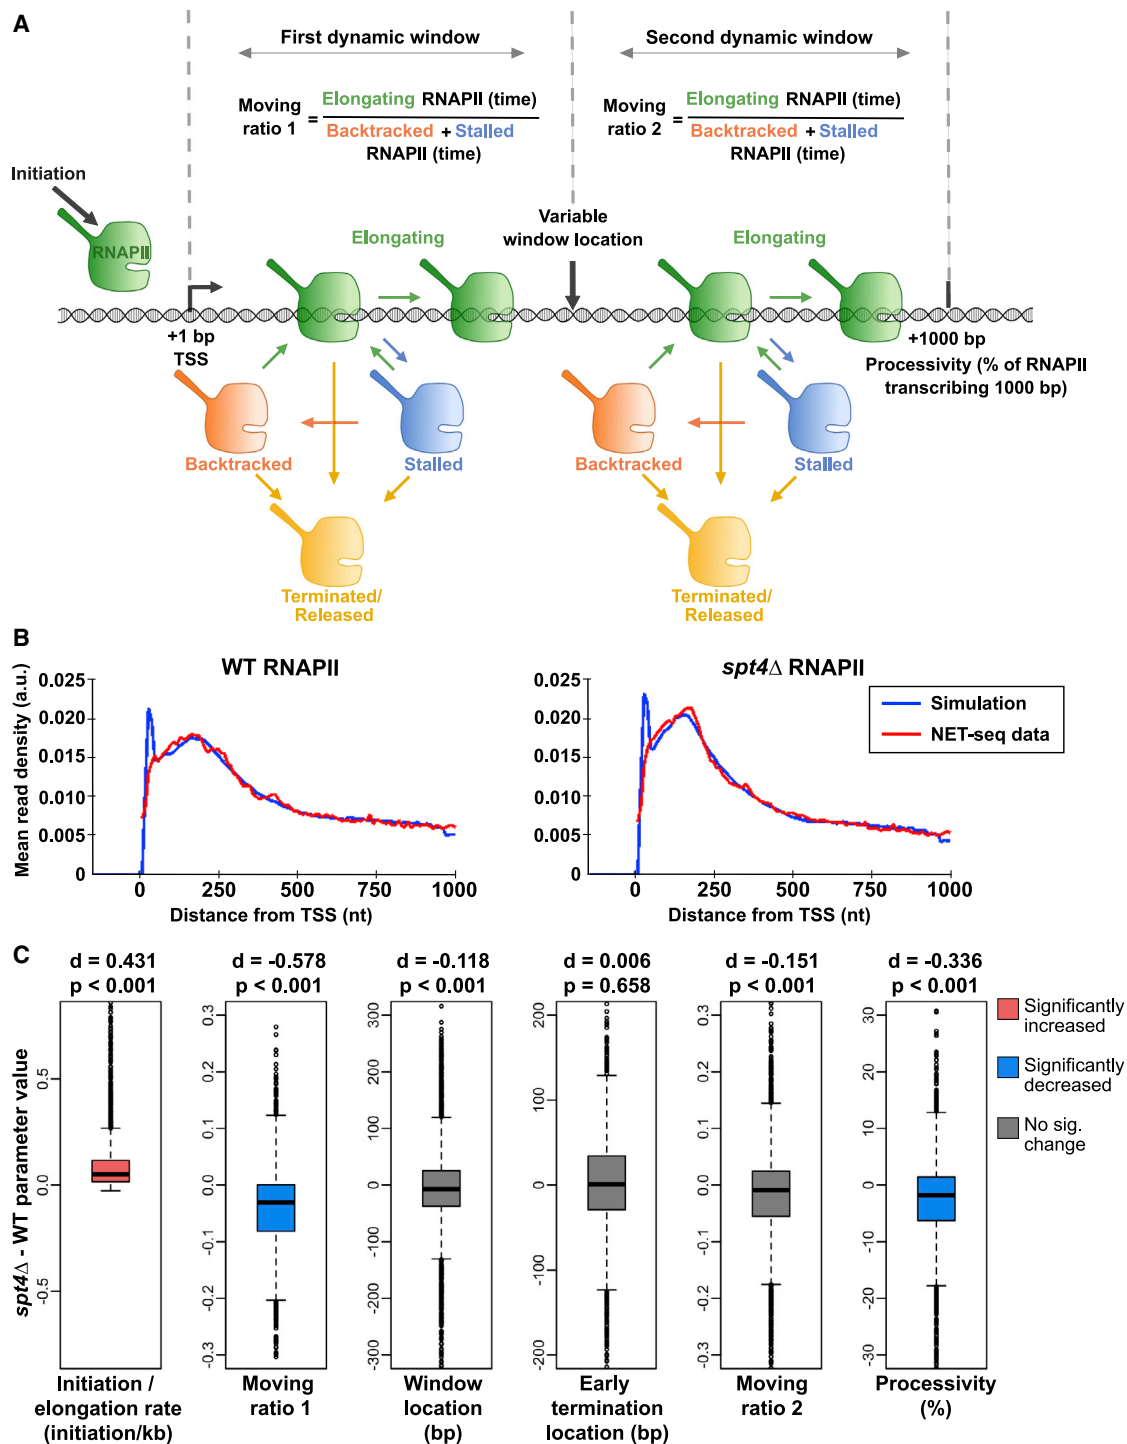 A
First dynamic window
Second dynamic window
Moving ratio 1 = Elongating RNAPII (time)
Backtracked + Stalled
RNAPII (time)
Moving ratio 2 = Elongating RNAPII (time)
Backtracked + Stalled
RNAPII (time)
Initiation
RNAPII
Elongating
Variable
window location
Elongating
+1 bp
TSS
+1000 bp
Processivity (% of RNAPII
transcribing 1000 bp)
Backtracked
Stalled
Backtracked
Stalled
Terminated/
Released
Terminated/
Released
B
WT RNAPII
Mean read density (a.u.)
0.025
0.020
0.015
0.010
0.005
0
0 250 500 750 1000
Distance from TSS (nt)
spt4Δ RNAPII
0.025
0.020
0.015
0.010
0.005
0
0 250 500 750 1000
Distance from TSS (nt)
Simulation
NET-seq data
C
spt4Δ - WT parameter value
d = 0.431
p < 0.001
0.5
0.0
-0.5
Initiation /
elongation rate
(initiation/kb)
d = -0.578
p < 0.001
0.3
0.2
0.1
0.0
-0.1
-0.2
-0.3
Moving
ratio 1
d = -0.118
p < 0.001
300
200
100
0
-100
-200
-300
Window
location
(bp)
d = 0.006
p = 0.658
200
100
0
-100
-200
Early
termination
location (bp)
d = -0.151
p < 0.001
0.3
0.2
0.1
0.0
-0.1
-0.2
-0.3
Moving
ratio 2
d = -0.336
p < 0.001
30
20
10
0
-10
-20
-30
Processivity
(%)
Significantly
increased
Significantly
decreased
No sig.
change